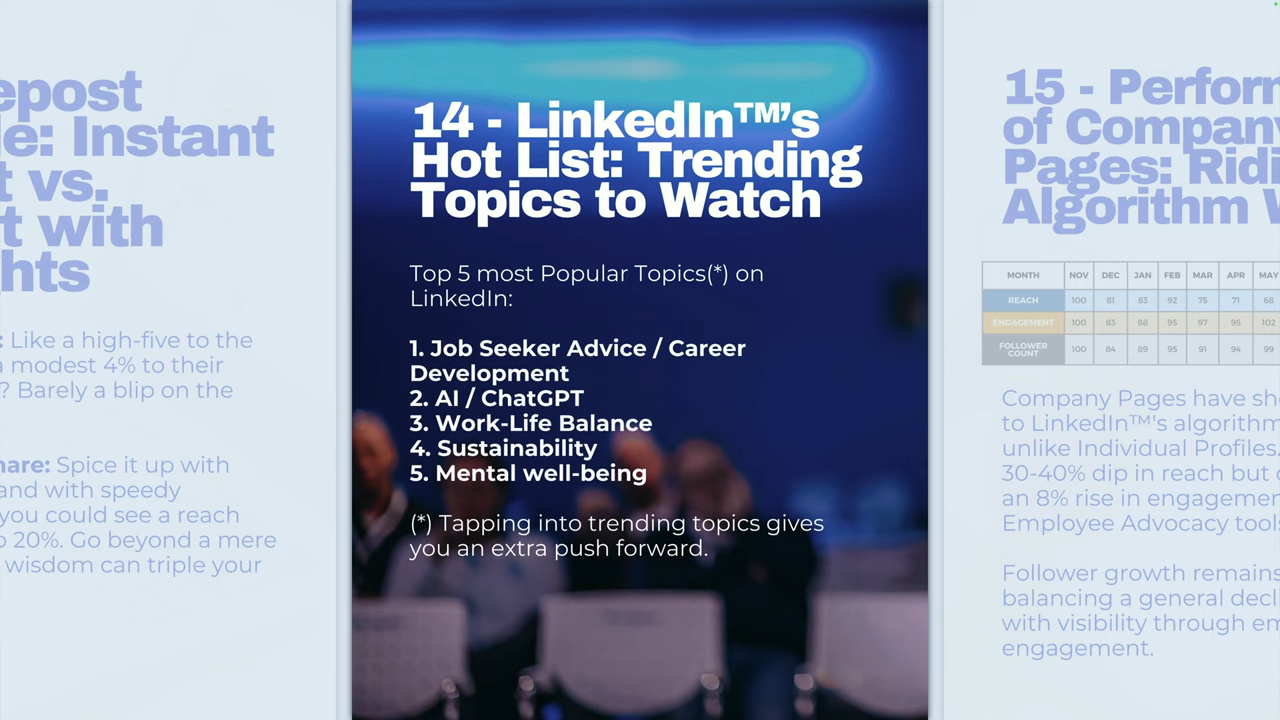 epost
e: Instant
t vs.
t with
hts
: Like a high-five to the
a modest 4% to their
? Barely a blip on the
hare: Spice it up with
and with speedy
you could see a reach
o 20%. Go beyond a mere
wisdom can triple your
14 - LinkedIn™’s
Hot List: Trending
Topics to Watch
Top 5 most Popular Topics(*) on
LinkedIn:
1. Job Seeker Advice / Career
Development
2. AI / ChatGPT
3. Work-Life Balance
4. Sustainability
5. Mental well-being
(*) Tapping into trending topics gives
you an extra push forward.
15 - Perform
of Company
Pages: Ridi
Algorithm W
MONTH NOV DEC JAN FEB MAR APR MAY
REACH 100 81 83 92 75 71 68
ENGAGEMENT 100 83 88 95 97 95 102
FOLLOWER COUNT 100 84 89 95 91 94 99
Company Pages have sh
to LinkedIn™'s algorithm
unlike Individual Profiles.
30-40% dip in reach but
an 8% rise in engagemen
Employee Advocacy tool
Follower growth remains
balancing a general decli
with visibility through em
engagement.